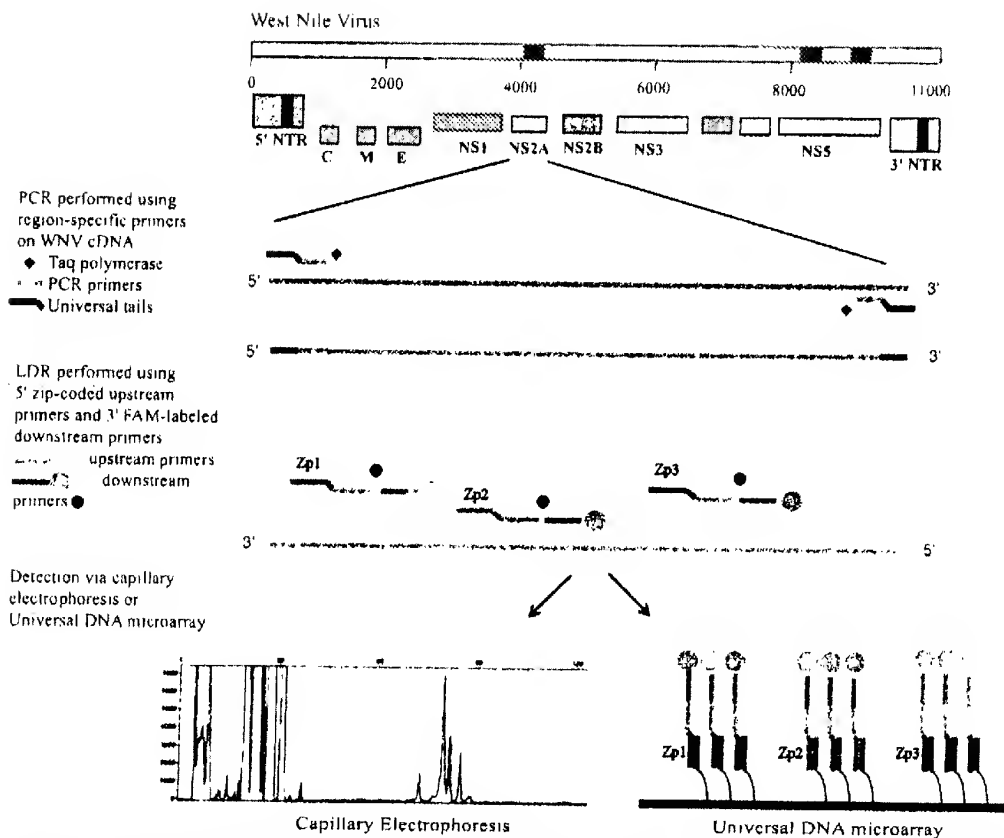 West Nile Virus
0 2000 4000 6000 8000 11000
5' NTR C M E NS1 NS2A NS2B NS3 NS5 3' NTR
PCR performed using
region-specific primers
on WNV cDNA
Taq polymerase
PCR primers
Universal tails
5' 3'
5' 3'
LDR performed using
5' zip-coded upstream
primers and 3' FAM-labeled
downstream primers
upstream primers
downstream
primers
Zp1 Zp2 Zp3
3' 5'
Detection via capillary
electrophoresis or
Universal DNA microarray
Zp1 Zp2 Zp3
Capillary Electrophoresis
Universal DNA microarray